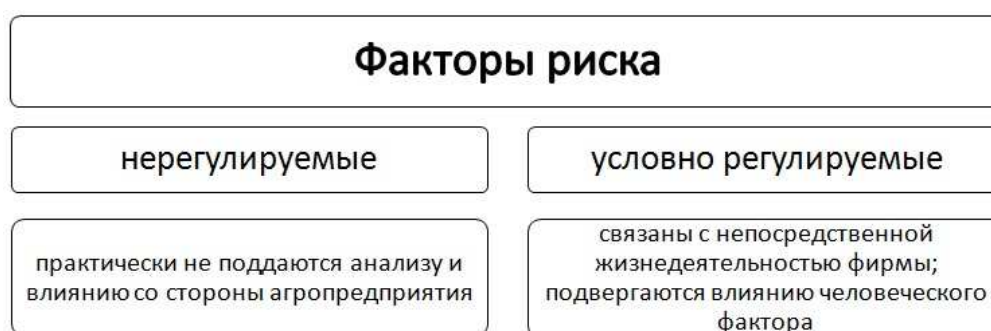 Факторы риска
нерегулируемые
условно регулируемые
практически не поддаются анализу и
влиянию со стороны агропредприятия
связаны с непосредственной
жизнедеятельностью фирмы;
подвергаются влиянию человеческого
фактора